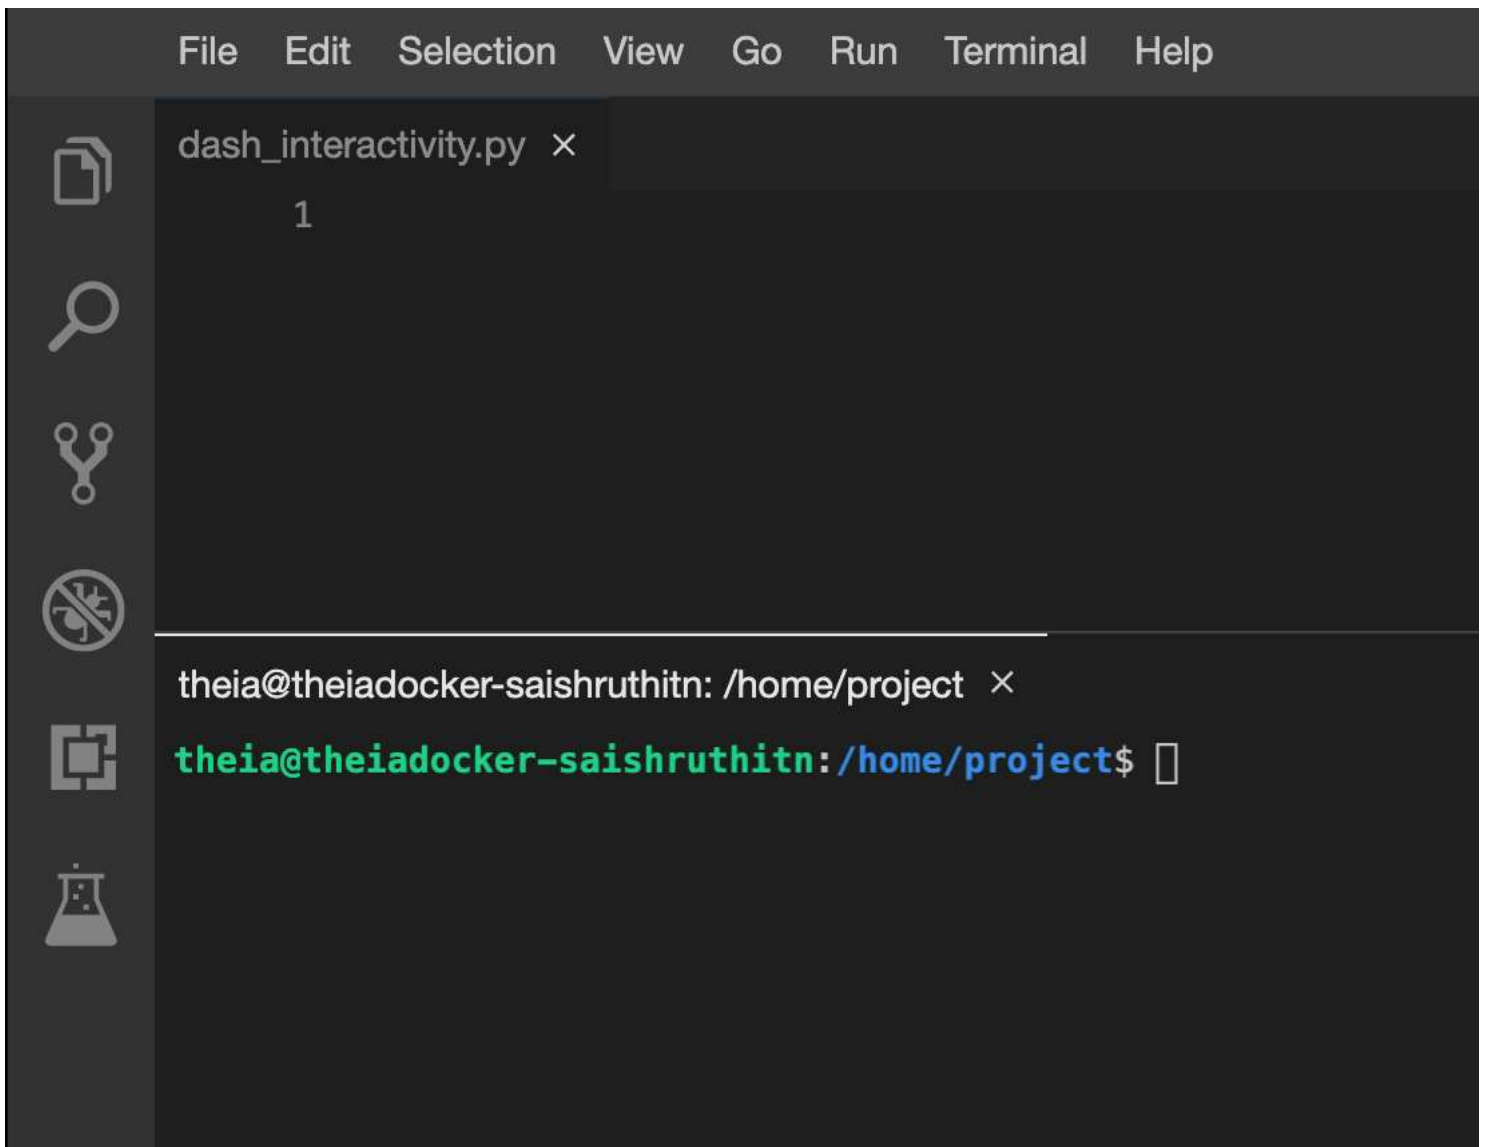 File Edit Selection View Go Run Terminal Help
dash_interactivity.py ×
1
theia@theiadocker-saishruthitn: /home/project ×
theia@theiadocker-saishruthitn:/home/project$